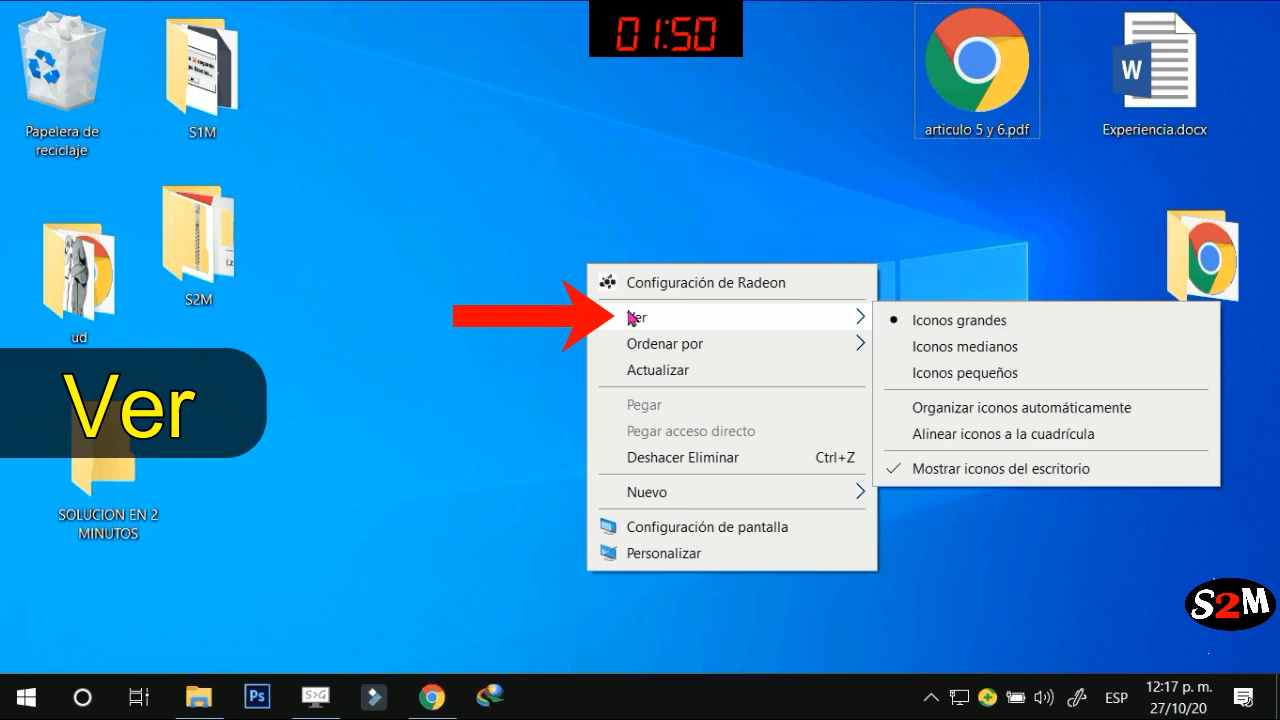 01:50
Papelera de
reciclaje
S1M
articulo 5 y 6.pdf
Experiencia.docx
W
S2M
ud
Ver
SOLUCION EN 2
MINUTOS
Configuración de Radeon
Ver
Ordenar por
Actualizar
Pegar
Pegar acceso directo
Deshacer Eliminar Ctrl+Z
Nuevo
Configuración de pantalla
Personalizar
Iconos grandes
Iconos medianos
Iconos pequeños
Organizar iconos automáticamente
Alinear iconos a la cuadrícula
Mostrar iconos del escritorio
S2M
Ps
ESP
12:17 p. m.
27/10/20